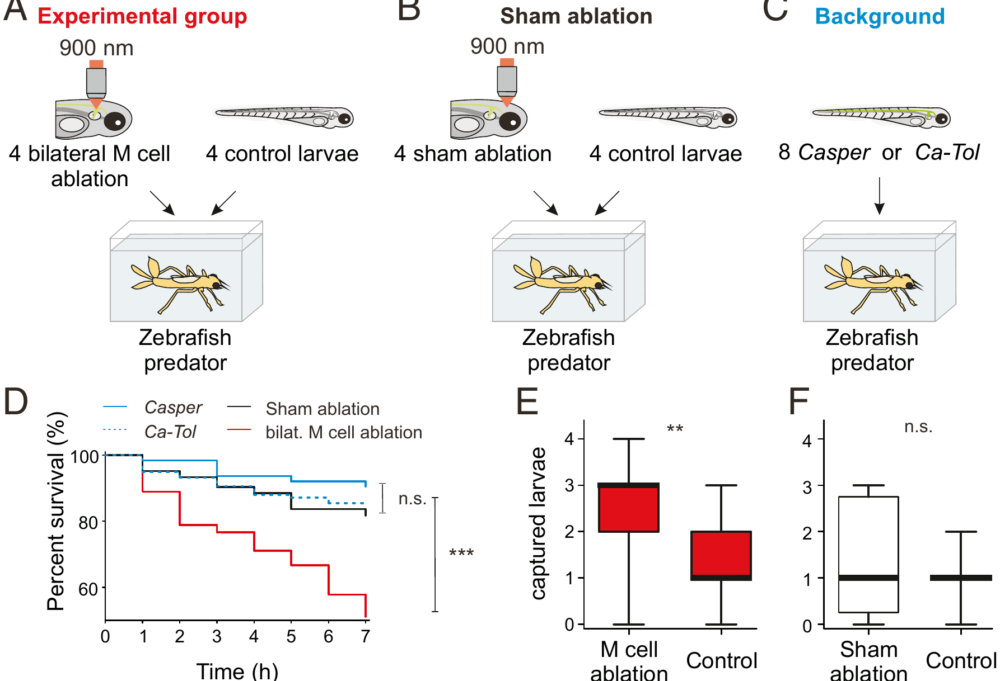 A Experimental group
900 nm
4 bilateral M cell
ablation
4 control larvae
Zebrafish
predator
B Sham ablation
900 nm
4 sham ablation
4 control larvae
Zebrafish
predator
C Background
8 Casper or Ca-Tol
Zebrafish
predator
D
Casper
Ca-Tol
Sham ablation
bilat. M cell ablation
Percent survival (%)
100
80
60
0 1 2 3 4 5 6 7
Time (h)
n.s.
***
E
captured larvae
4
3
2
1
0
**
M cell
ablation
Control
F
n.s.
4
3
2
1
0
Sham
ablation
Control